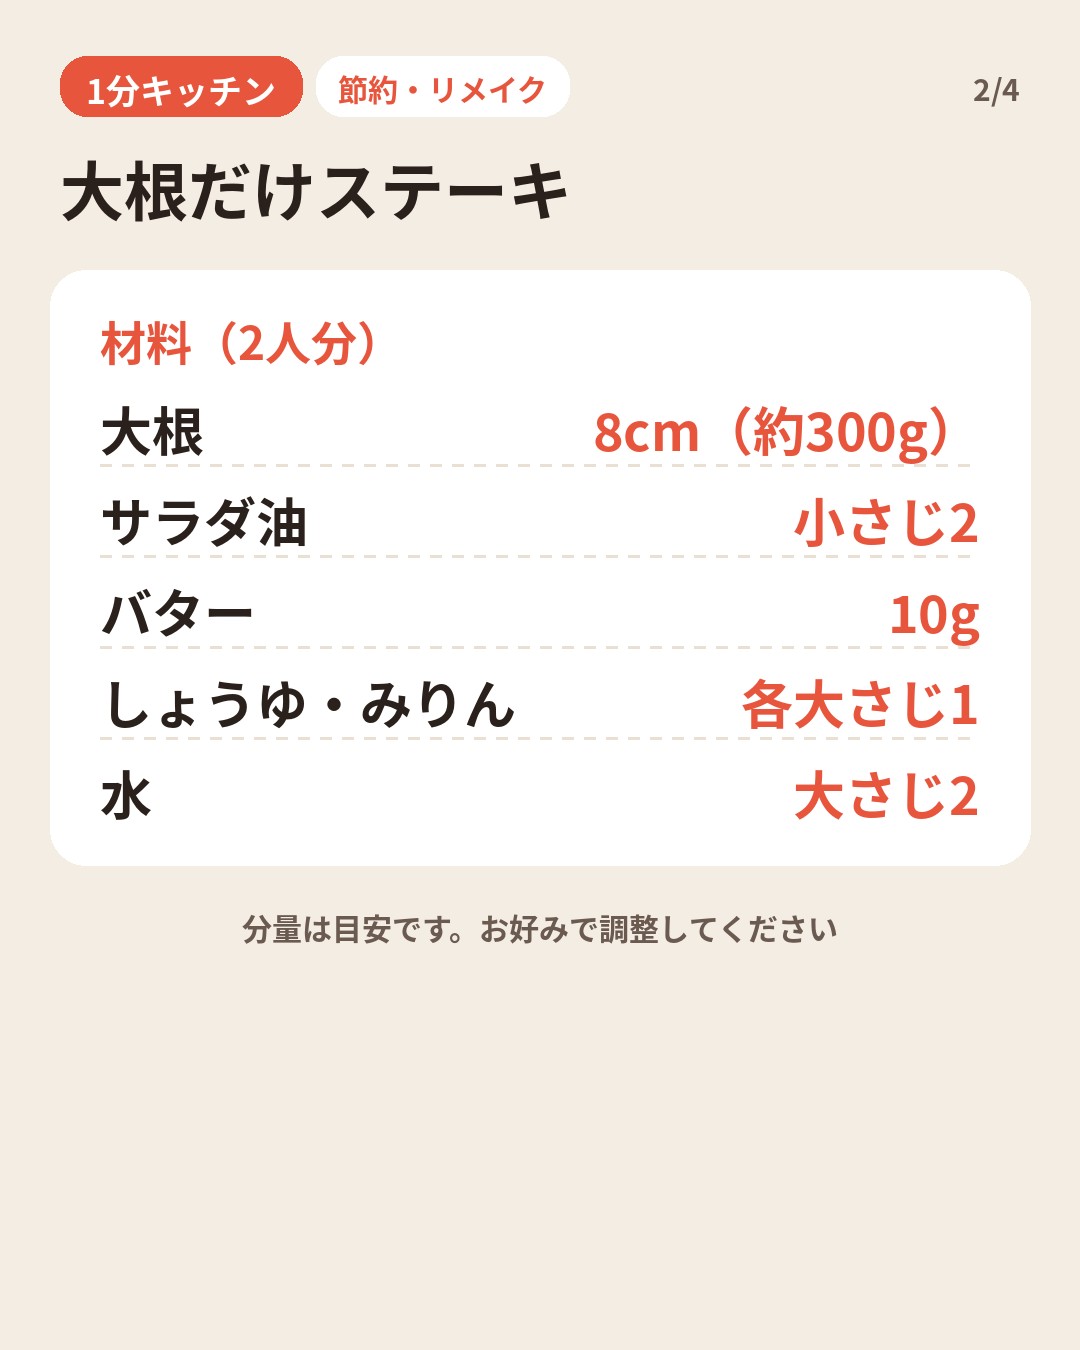 1分キッチン 節約・リメイク 2/4
大根だけステーキ
材料（2人分）
大根 8cm（約300g）
サラダ油 小さじ2
バター 10g
しょうゆ・みりん 各大さじ1
水 大さじ2
分量は目安です。お好みで調整してください